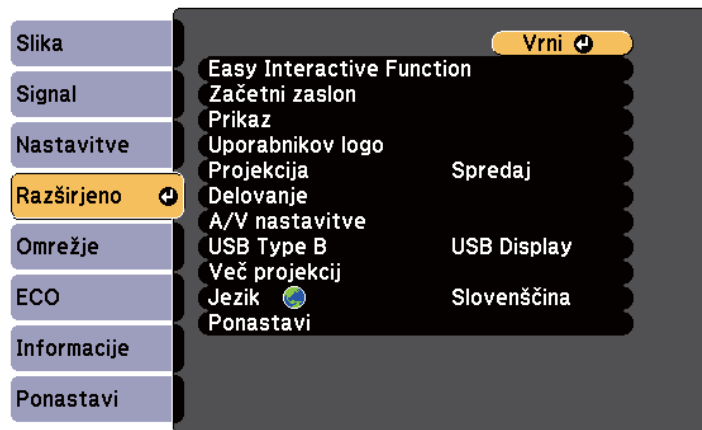 Slika
Signal
Nastavitve
Razširjeno
Omrežje
ECO
Informacije
Ponastavi
Vrni
Easy Interactive Function
Začetni zaslon
Prikaz
Uporabnikov logo
Projekcija Spredaj
Delovanje
A/V nastavitve
USB Type B USB Display
Več projekcij
Jezik Slovenščina
Ponastavi